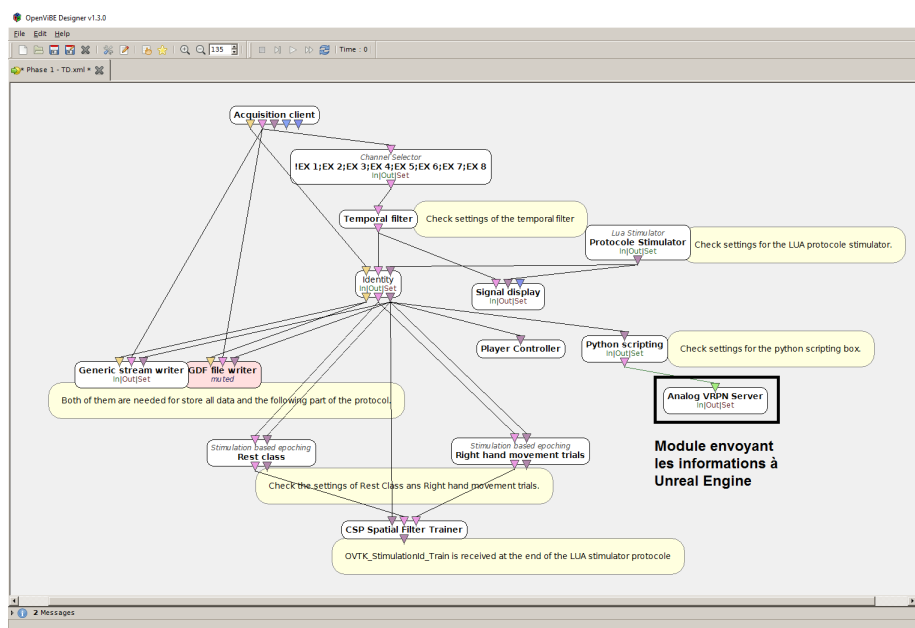 OpenViBE Designer v1.3.0
File Edit Help
135
Time : 0
* Phase 1 - TD.xml *
Acquisition client
Channel Selector
!EX 1;EX 2;EX 3;EX 4;EX 5;EX 6;EX 7;EX 8
In|Out|Set
Temporal filter
Check settings of the temporal filter
Lua Stimulator
Protocole Stimulator
In|Out|Set
Check settings for the LUA protocole stimulator.
Identity
In|Out|Set
Signal display
In|Out|Set
Player Controller
Python scripting
In|Out|Set
Check settings for the python scripting box.
Generic stream writer
In|Out|Set
GDF file writer
muted
Analog VRPN Server
In|Out|Set
Both of them are needed for store all data and the following part of the protocol.
Module envoyant
les informations à
Unreal Engine
Stimulation based epoching
Rest class
Stimulation based epoching
Right hand movement trials
Check the settings of Rest Class ans Right hand movement trials.
CSP Spatial Filter Trainer
OVTK_StimulationId_Train is received at the end of the LUA stimulator protocole
2 Messages